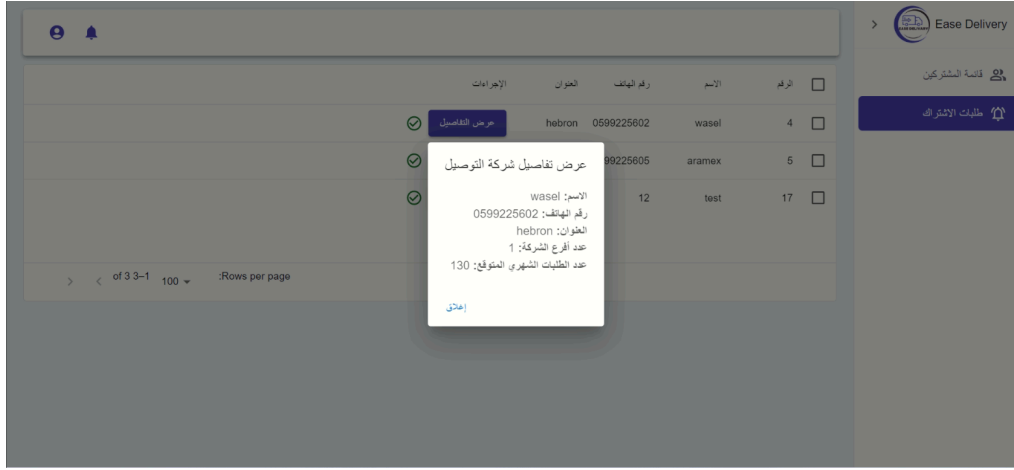 Ease Delivery
قائمة المشتركين
طلبات الاشتراك
الرقم الاسم رقم الهاتف العنوان الإجراءات
4 wasel 0599225602 hebron عرض التفاصيل
5 aramex 99225605
17 test 12
عرض تفاصيل شركة التوصيل
الاسم: wasel
رقم الهاتف: 0599225602
العنوان: hebron
عدد أفرع الشركة: 1
عدد الطلبات الشهري المتوقع: 130
إغلاق
:Rows per page 100 of 3 3–1